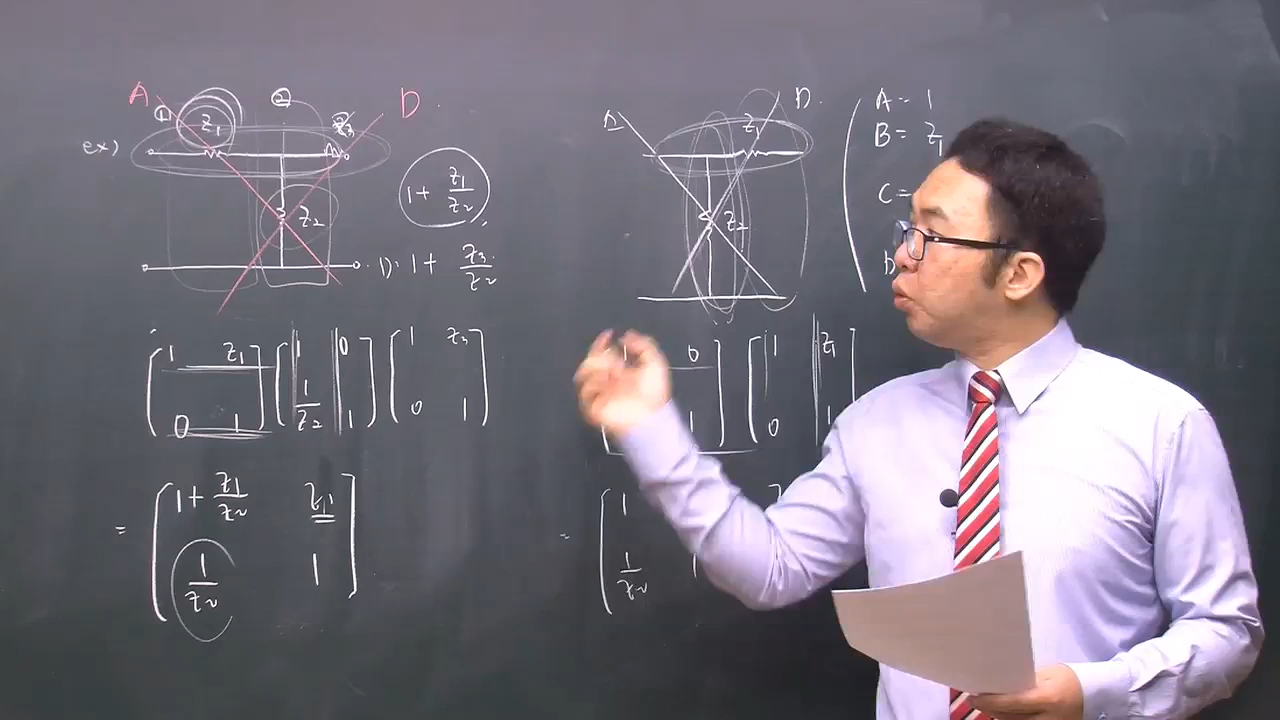 A ① Z₁ ② Z₃ D
ex)
Z₂
1 + Z₁/Z₂
D: 1 + Z₃/Z₂
[1 Z₁; 0 1] [1 0; 1/Z₂ 1] [1 Z₃; 0 1]
= [1 + Z₁/Z₂ Z₁; 1/Z₂ 1]
Z₁ D
Z₂
A = 1
B = Z₁
C =
D
1 0
1
[1 Z₁; 0 1]
= 1
1/Z₂